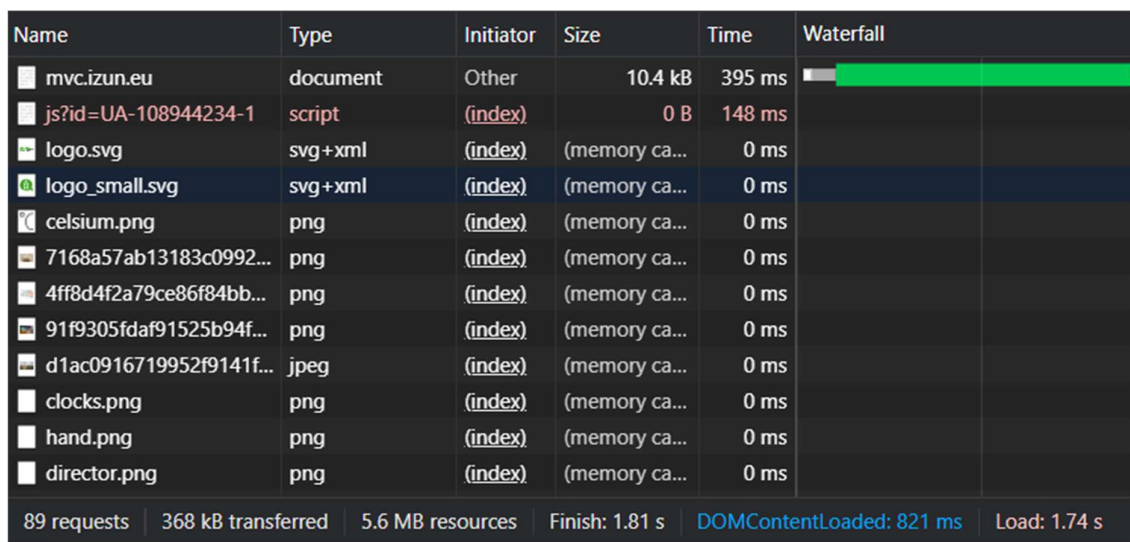 Name Type Initiator Size Time Waterfall
mvc.izun.eu document Other 10.4 kB 395 ms
js?id=UA-108944234-1 script (index) 0 B 148 ms
logo.svg svg+xml (index) (memory ca... 0 ms
logo_small.svg svg+xml (index) (memory ca... 0 ms
celsium.png png (index) (memory ca... 0 ms
7168a57ab13183c0992... png (index) (memory ca... 0 ms
4ff8d4f2a79ce86f84bb... png (index) (memory ca... 0 ms
91f9305fdaf91525b94f... png (index) (memory ca... 0 ms
d1ac0916719952f9141f... jpeg (index) (memory ca... 0 ms
clocks.png png (index) (memory ca... 0 ms
hand.png png (index) (memory ca... 0 ms
director.png png (index) (memory ca... 0 ms
89 requests 368 kB transferred 5.6 MB resources Finish: 1.81 s DOMContentLoaded: 821 ms Load: 1.74 s